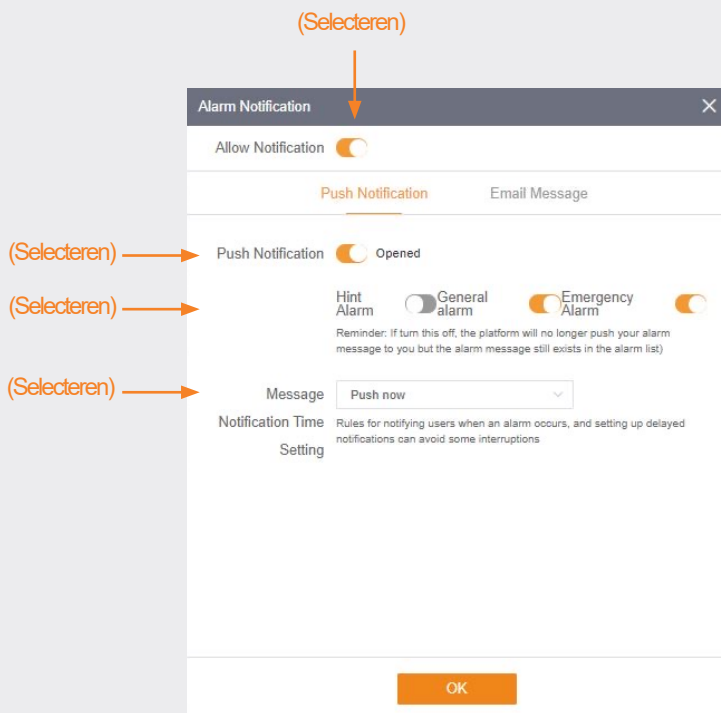 (Selecteren)
Alarm Notification
Allow Notification
Push Notification Email Message
(Selecteren) Push Notification Opened
(Selecteren) Hint Alarm General alarm Emergency Alarm
Reminder: If turn this off, the platform will no longer push your alarm
message to you but the alarm message still exists in the alarm list)
(Selecteren) Message Notification Time Setting Push now
Rules for notifying users when an alarm occurs, and setting up delayed
notifications can avoid some interruptions
OK